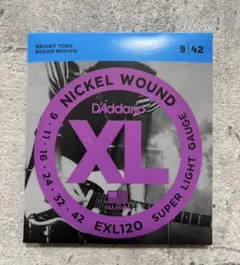 BRIGHT TONE
ROUND WOUND
9 | 42
NICKEL WOUND
D'Addario
XL
9 · 11 · 16 · 24 · 32 · 42
EXL120
SUPER LIGHT GAUGE